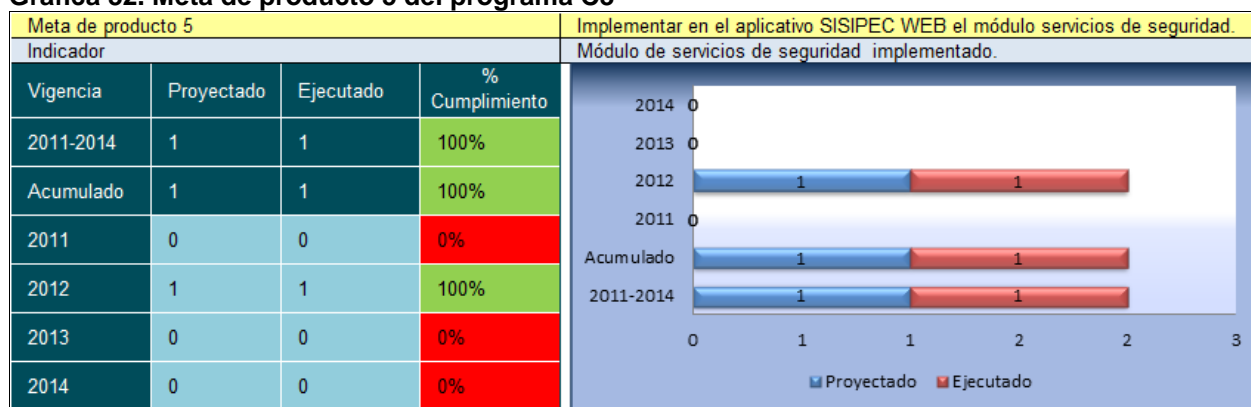 Meta de producto 5 Implementar en el aplicativo SISIPEC WEB el módulo servicios de seguridad.
Indicador Módulo de servicios de seguridad implementado.
Vigencia Proyectado Ejecutado % Cumplimiento
2011-2014 1 1 100%
Acumulado 1 1 100%
2011 0 0 0%
2012 1 1 100%
2013 0 0 0%
2014 0 0 0%
2014 0
2013 0
2012 1 1
2011 0
Acumulado 1 1
2011-2014 1 1
0 1 1 2 2 3
Proyectado Ejecutado